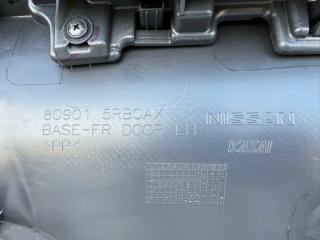 80901 5RB0AX NISSAN
BASE-FR DOOR LH KASAI
>PP<